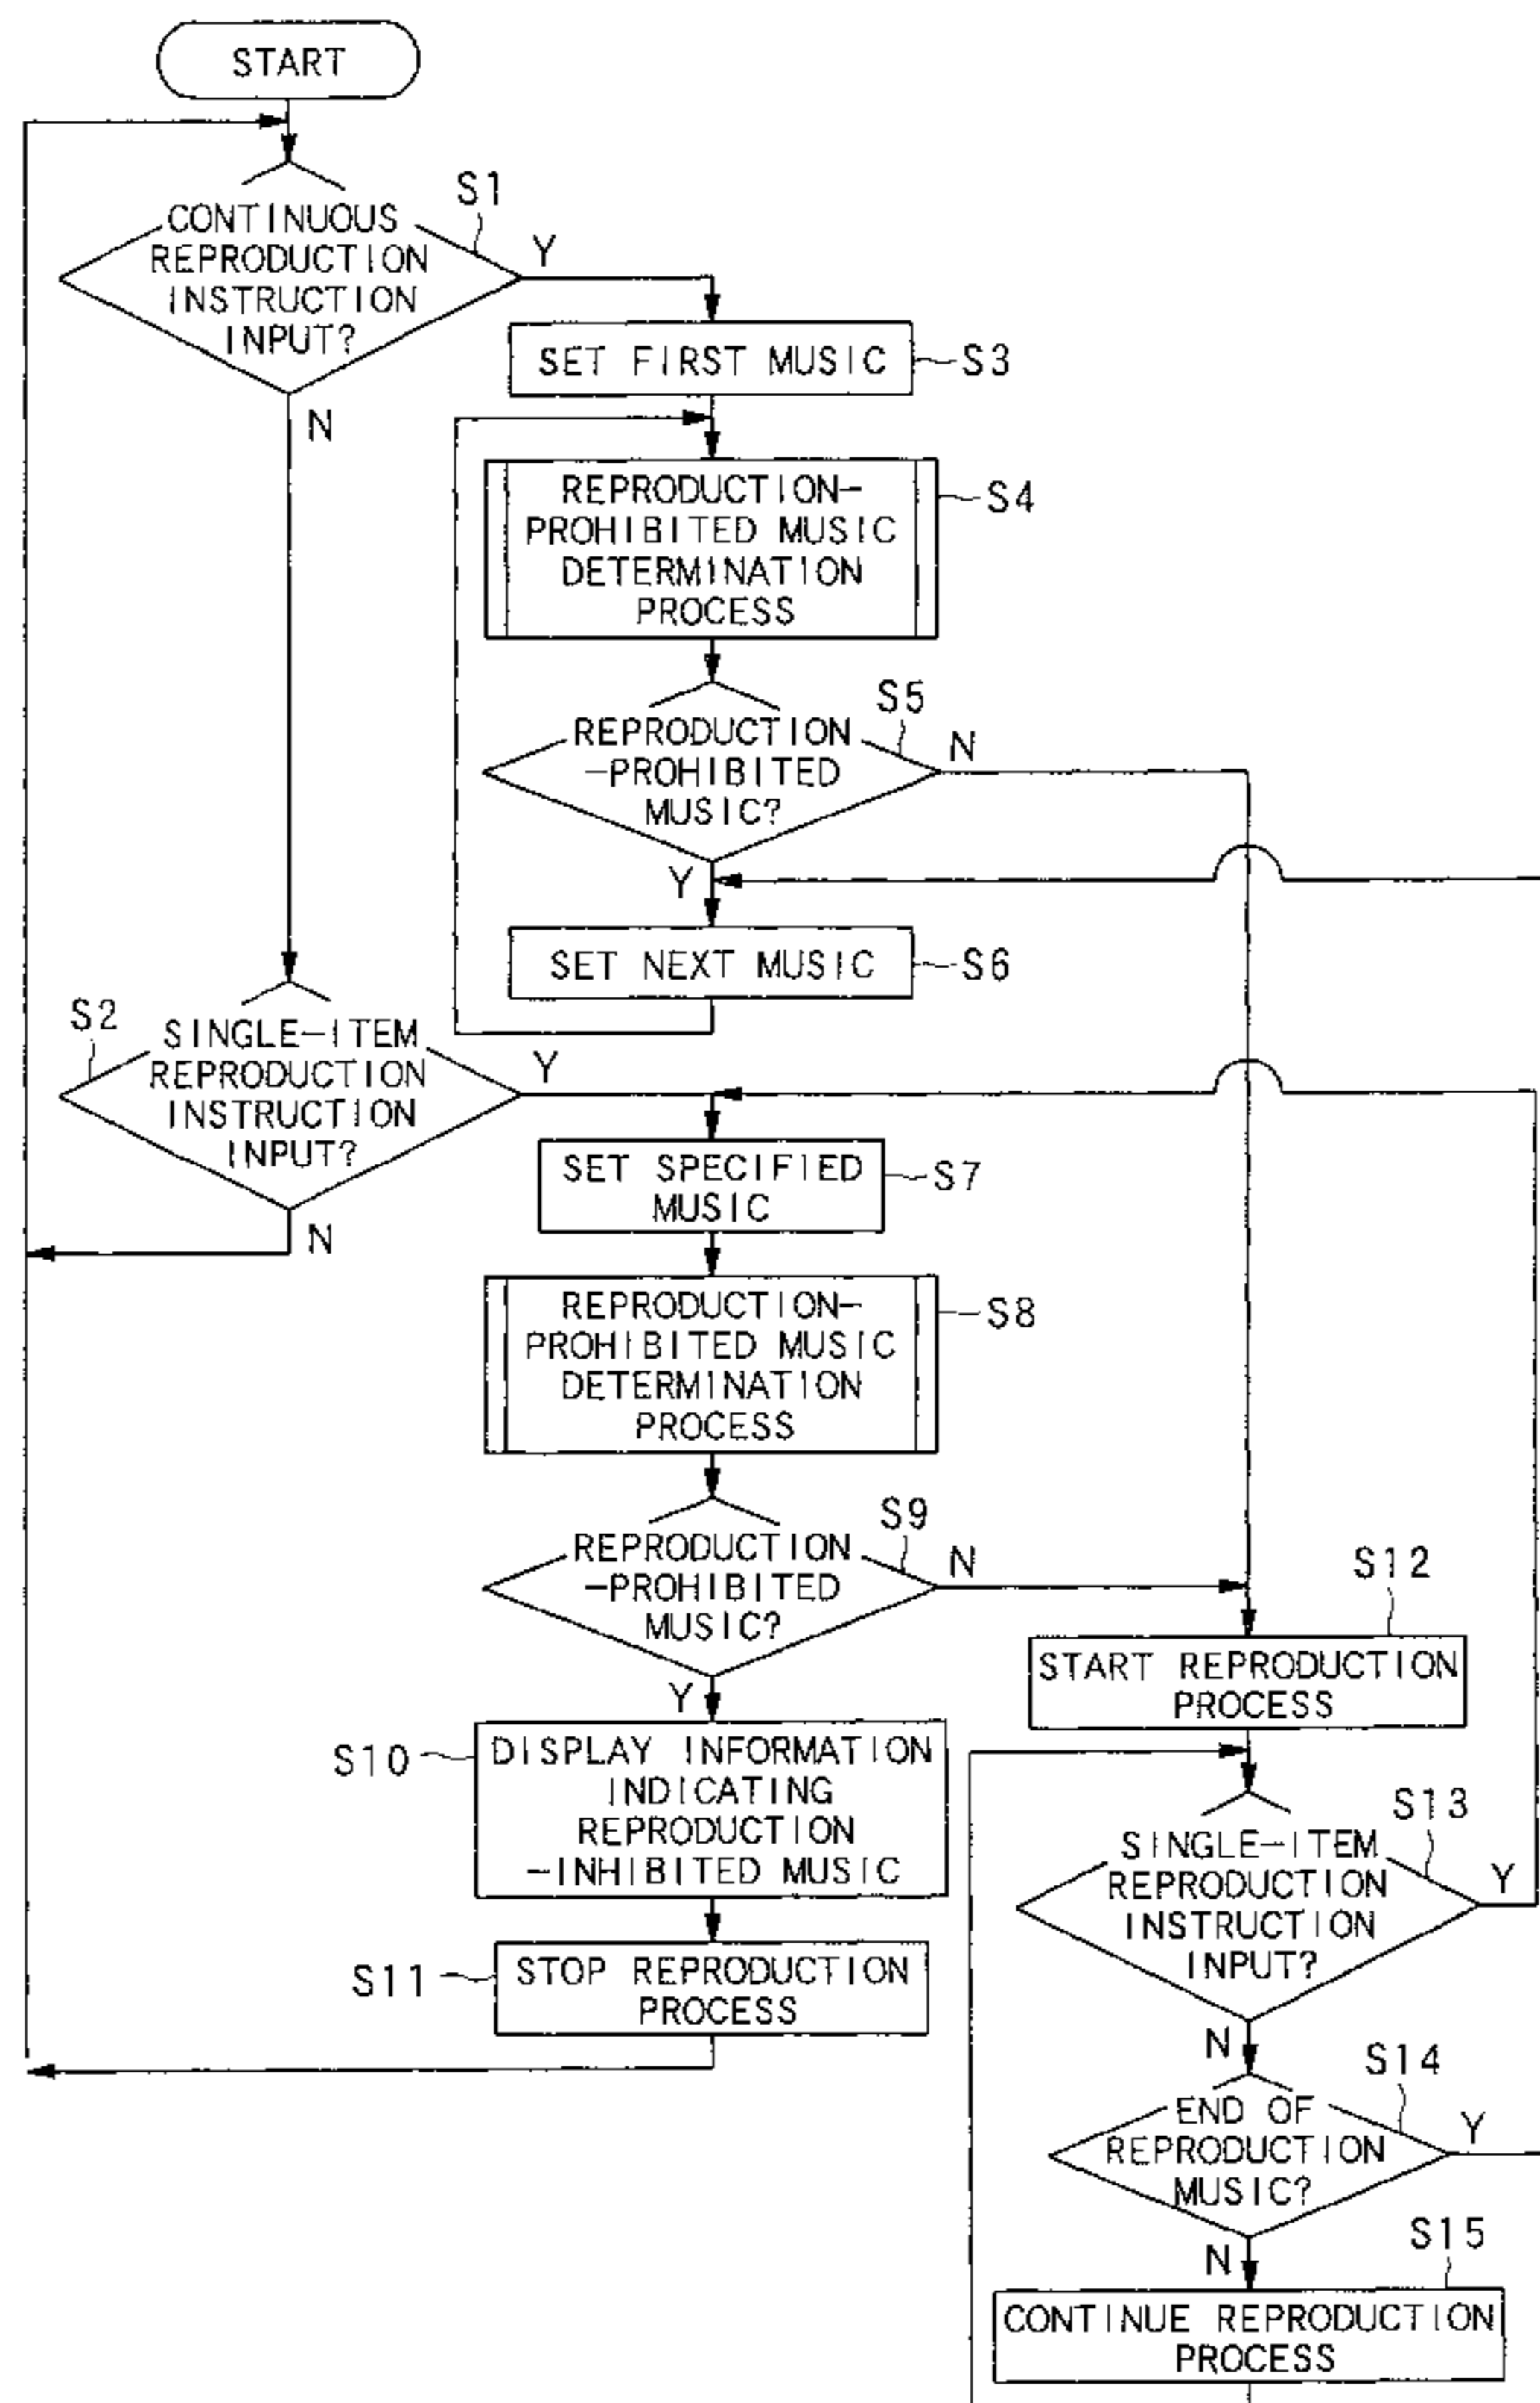 START
S1
CONTINUOUS
REPRODUCTION
INSTRUCTION
INPUT?
Y
N
SET FIRST MUSIC
S3
REPRODUCTION-
PROHIBITED MUSIC
DETERMINATION
PROCESS
S4
S5
REPRODUCTION
-PROHIBITED
MUSIC?
N
Y
SET NEXT MUSIC
S6
S2
SINGLE-ITEM
REPRODUCTION
INSTRUCTION
INPUT?
Y
N
SET SPECIFIED
MUSIC
S7
REPRODUCTION-
PROHIBITED MUSIC
DETERMINATION
PROCESS
S8
S9
REPRODUCTION
-PROHIBITED
MUSIC?
N
Y
S10
DISPLAY INFORMATION
INDICATING
REPRODUCTION
-INHIBITED MUSIC
S11
STOP REPRODUCTION
PROCESS
S12
START REPRODUCTION
PROCESS
S13
SINGLE-ITEM
REPRODUCTION
INSTRUCTION
INPUT?
Y
N
S14
END OF
REPRODUCTION
MUSIC?
Y
N
S15
CONTINUE REPRODUCTION
PROCESS